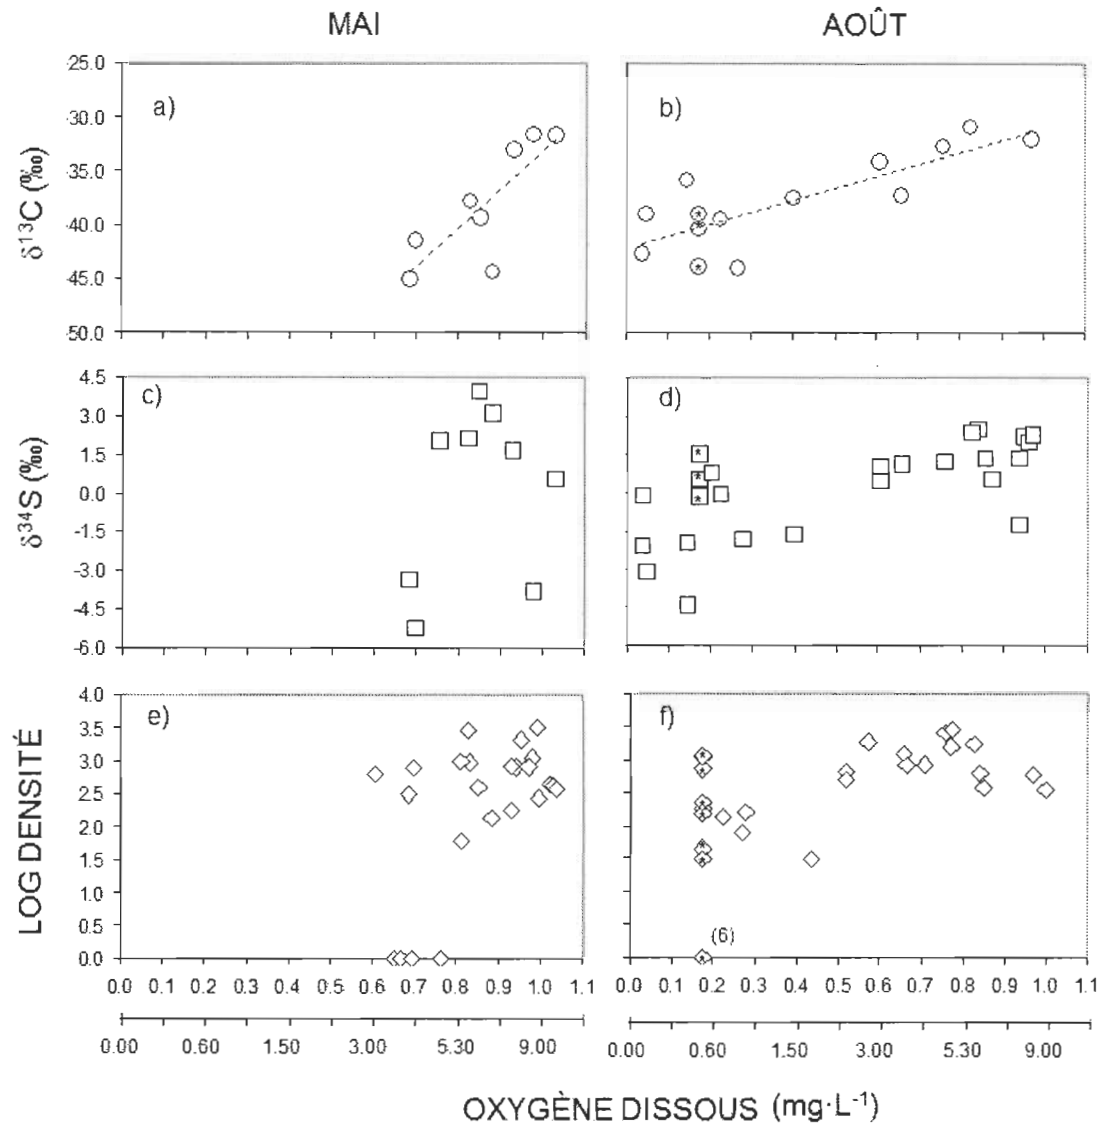 MAI AOÛT
a) b)
25.0
-30.0
-35.0
-40.0
-45.0
-50.0
δ¹³C (‰)
c) d)
4.5
3.0
1.5
0.0
-1.5
-3.0
-4.5
-6.0
δ³⁴S (‰)
e) f)
4.0
3.5
3.0
2.5
2.0
1.5
1.0
0.5
0.0
LOG DENSITÉ
(6)
0.0 0.1 0.2 0.3 0.4 0.6 0.8 1.0 1.1 0.0 0.1 0.2 0.3 0.4 0.5 0.6 0.7 0.8 0.9 1.0 1.1
0.00 0.60 1.50 3.00 5.30 9.00 0.00 0.60 1.50 3.00 5.30 9.00
OXYGÈNE DISSOUS (mg·L⁻¹)